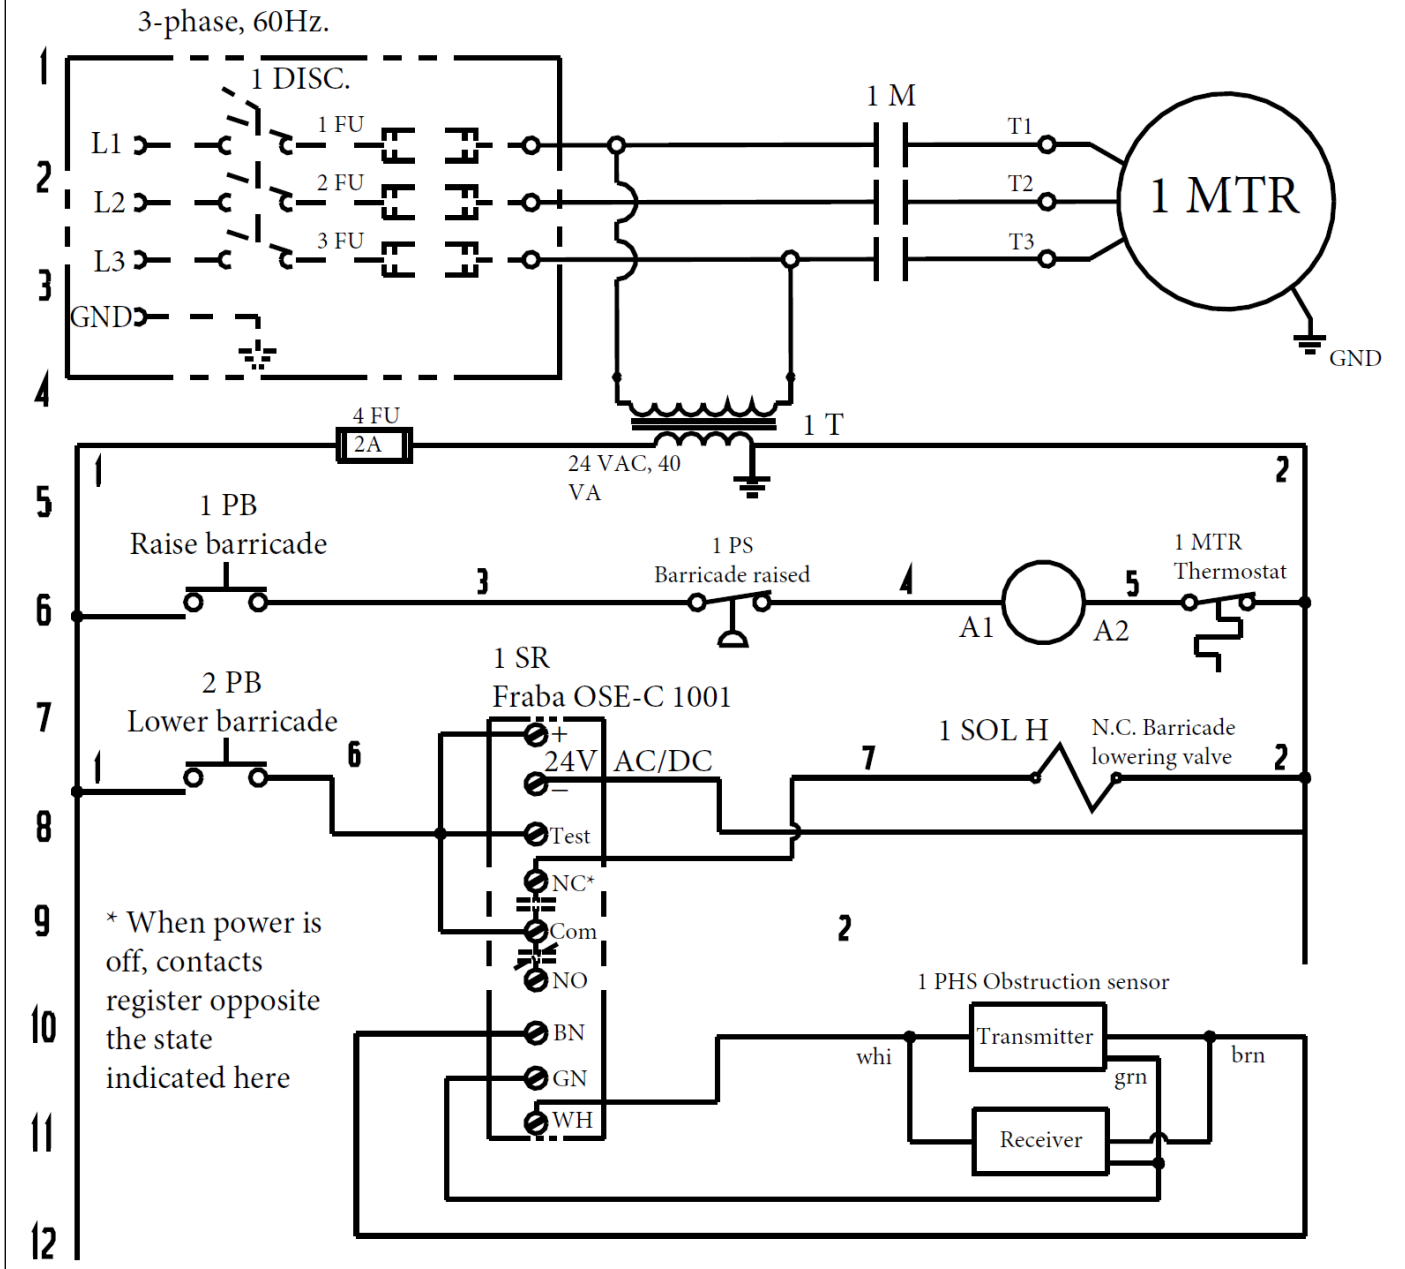 3-phase, 60Hz.
1
1 DISC.
1 M
L1
1 FU
T1
2
L2
2 FU
T2
1 MTR
L3
3 FU
T3
3
GND
GND
4
4 FU
2A
1 T
1
24 VAC, 40
VA
2
5
1 PB
Raise barricade
1 PS
Barricade raised
1 MTR
Thermostat
3
4
5
6
A1
A2
1 SR
Fraba OSE-C 1001
2 PB
Lower barricade
7
+
24V AC/DC
–
1 SOL H
N.C. Barricade
lowering valve
1
6
7
2
8
Test
NC*
9
* When power is
off, contacts
register opposite
the state
indicated here
Com
2
NO
1 PHS Obstruction sensor
10
BN
Transmitter
whi
brn
grn
GN
11
WH
Receiver
12